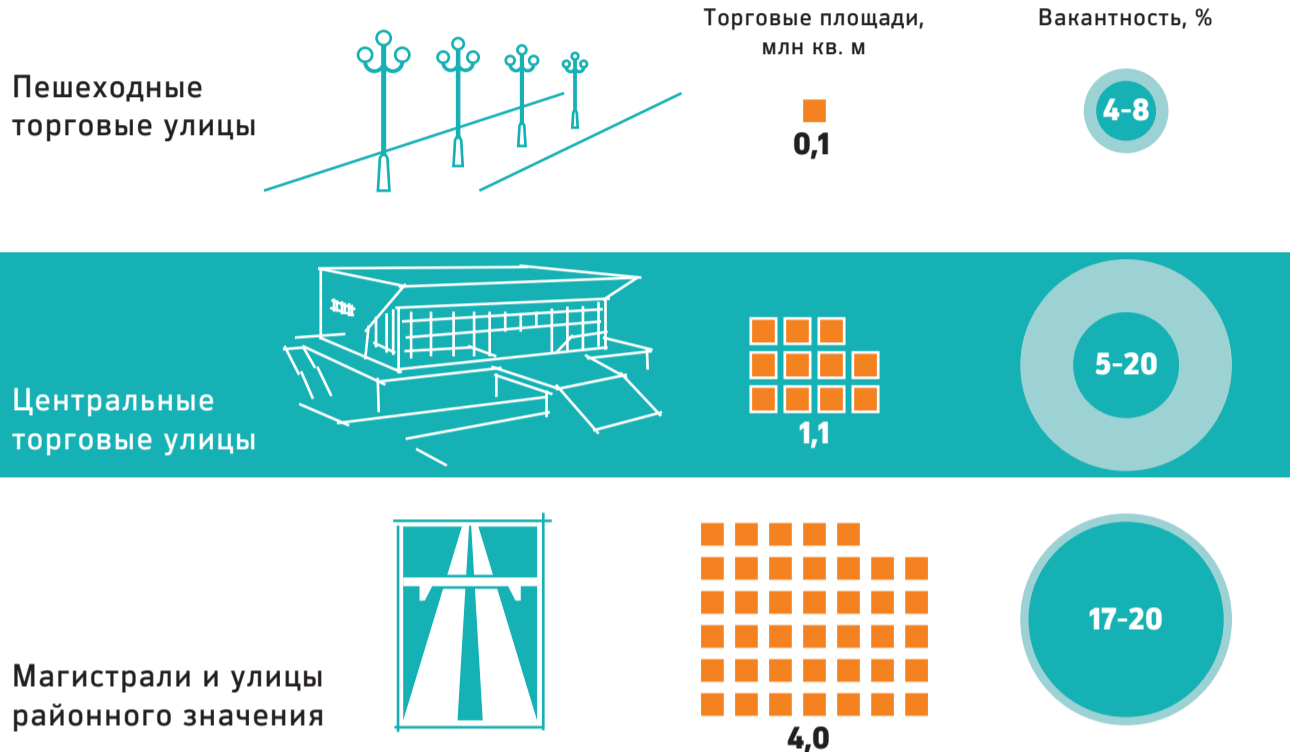 Торговые площади,
млн кв. м
Вакантность, %
Пешеходные
торговые улицы
0,1
4-8
Центральные
торговые улицы
1,1
5-20
Магистрали и улицы
районного значения
4,0
17-20